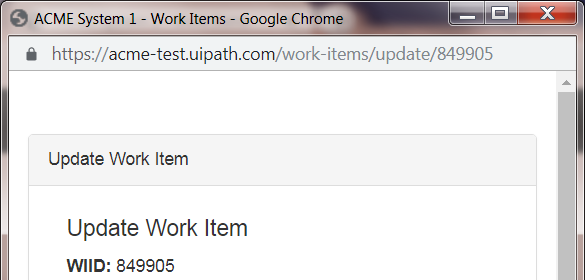 ACME System 1 - Work Items - Google Chrome
https://acme-test.uipath.com/work-items/update/849905
Update Work Item
Update Work Item
WIID: 849905